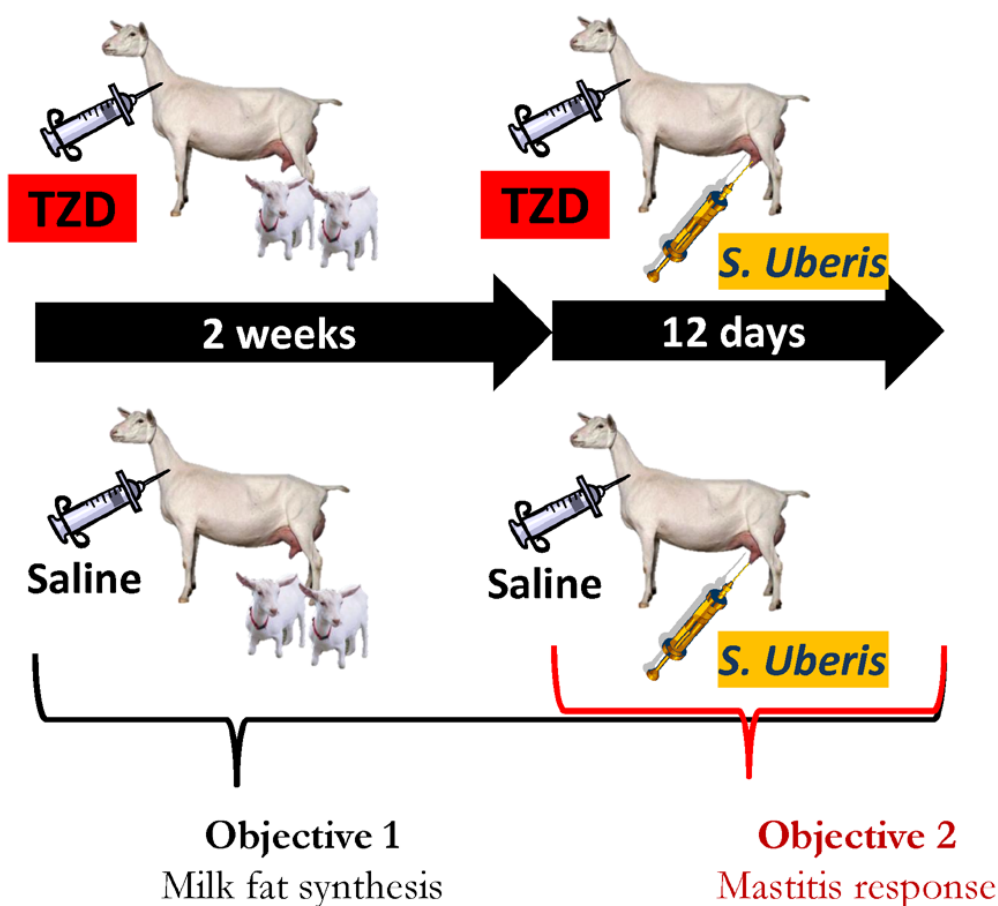 TZD
TZD
S. Uberis
2 weeks
12 days
Saline
Saline
S. Uberis
Objective 1
Milk fat synthesis
Objective 2
Mastitis response